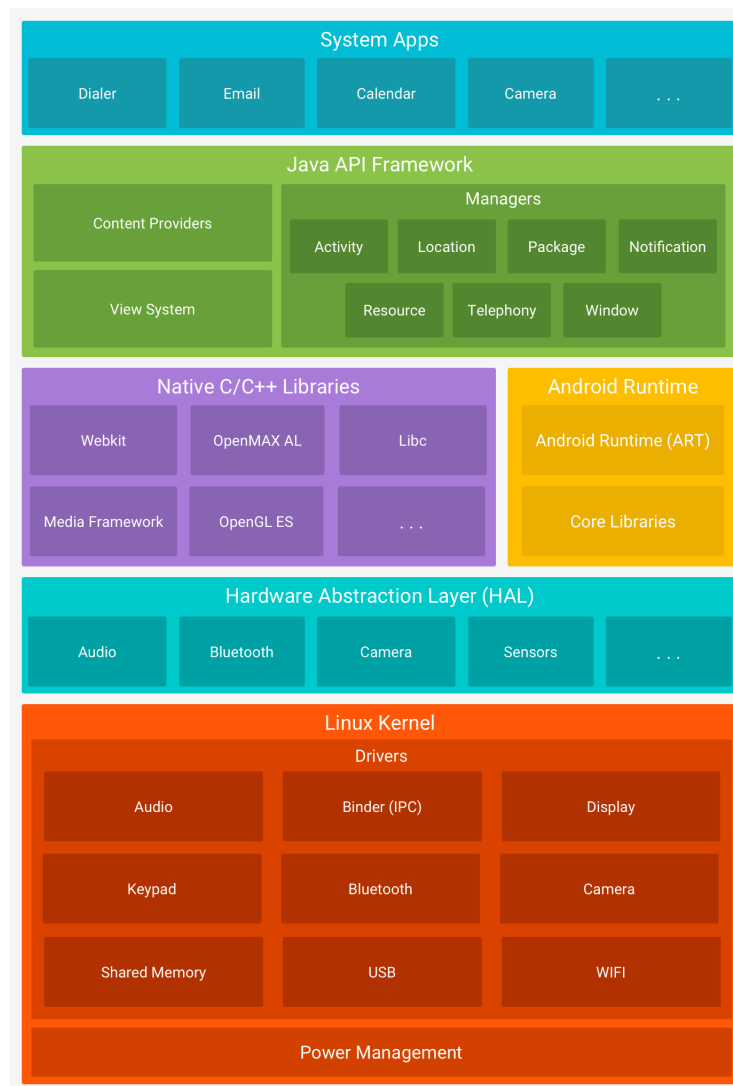 System Apps
Dialer
Email
Calendar
Camera
. . .
Java API Framework
Content Providers
View System
Managers
Activity
Location
Package
Notification
Resource
Telephony
Window
Native C/C++ Libraries
Webkit
OpenMAX AL
Libc
Media Framework
OpenGL ES
. . .
Android Runtime
Android Runtime (ART)
Core Libraries
Hardware Abstraction Layer (HAL)
Audio
Bluetooth
Camera
Sensors
. . .
Linux Kernel
Drivers
Audio
Binder (IPC)
Display
Keypad
Bluetooth
Camera
Shared Memory
USB
WIFI
Power Management